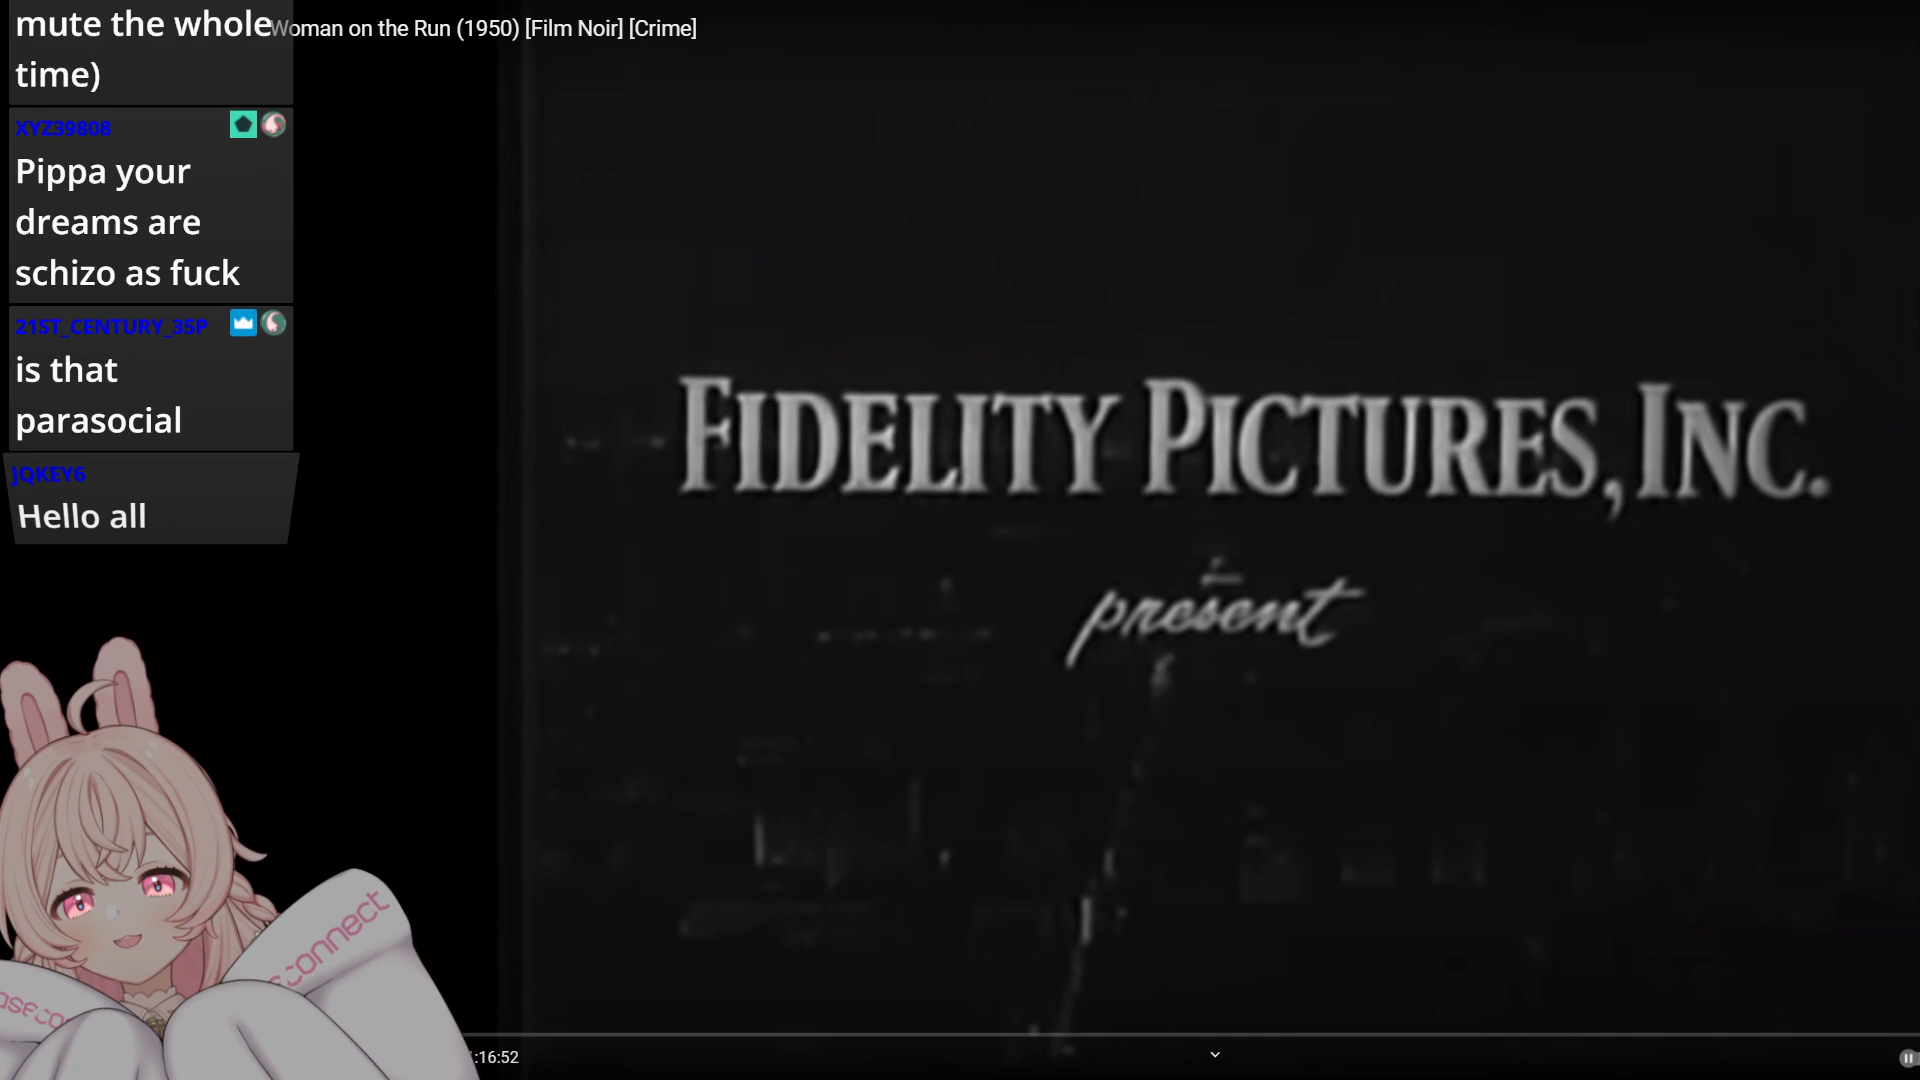 mute the whole
time)
Woman on the Run (1950) [Film Noir] [Crime]
XYZ39808
Pippa your
dreams are
schizo as fuck
21ST_CENTURY_35P
is that
parasocial
JQKEY6
Hello all
FIDELITY PICTURES, INC.
present
connect
aseco
:16:52